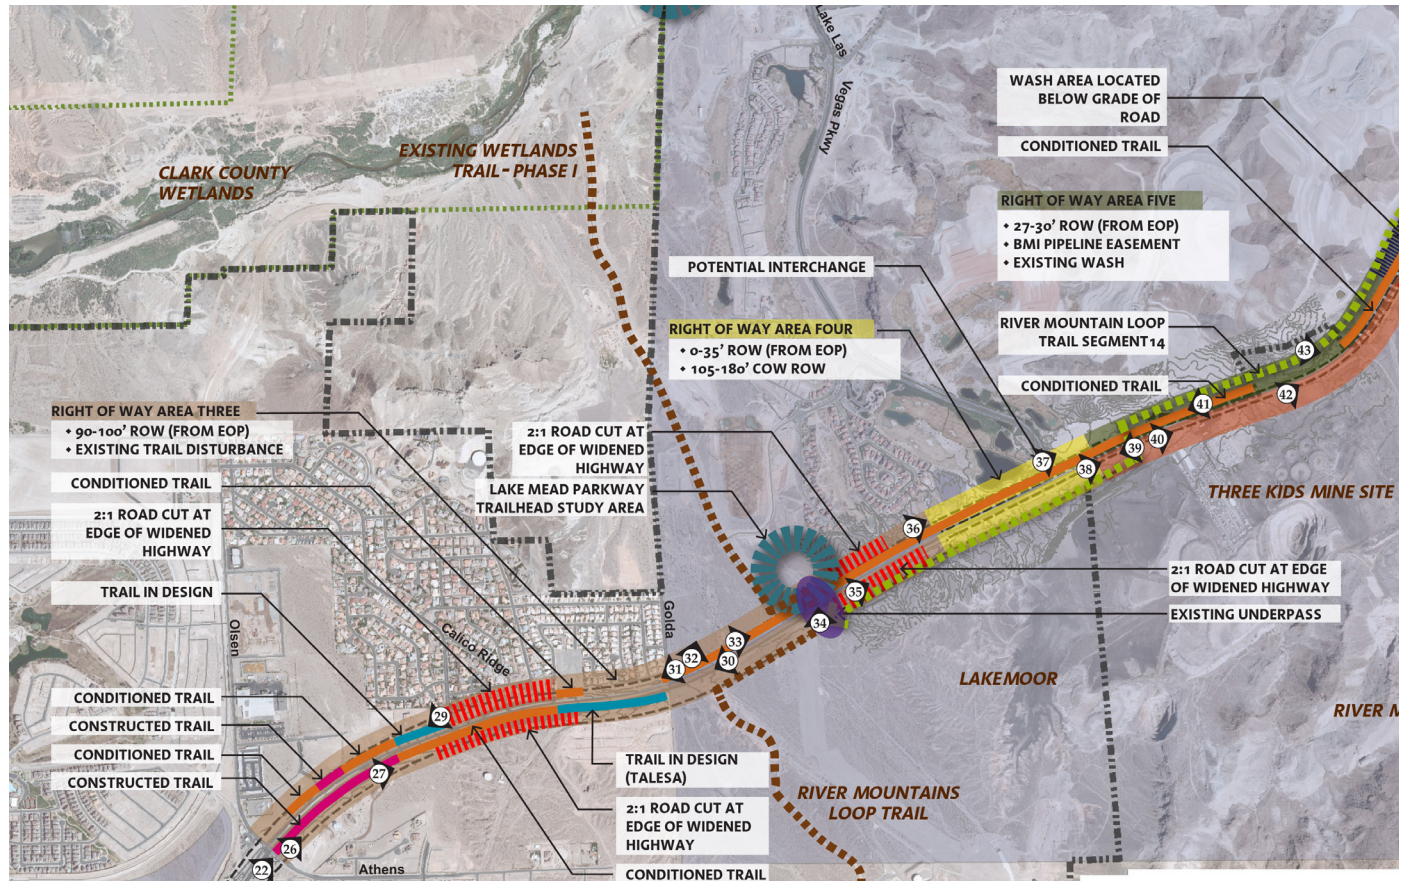 Lake Las
Vegas Pkwy
WASH AREA LOCATED
BELOW GRADE OF
ROAD
CONDITIONED TRAIL
EXISTING WETLANDS
TRAIL - PHASE I
CLARK COUNTY
WETLANDS
RIGHT OF WAY AREA FIVE
• 27-30' ROW (FROM EOP)
• BMI PIPELINE EASEMENT
• EXISTING WASH
POTENTIAL INTERCHANGE
RIGHT OF WAY AREA FOUR
• 0-35' ROW (FROM EOP)
• 105-180' COW ROW
RIVER MOUNTAIN LOOP
TRAIL SEGMENT14
CONDITIONED TRAIL
43
42
41
40
39
38
37
36
35
34
33
32
31
30
29
27
26
22
RIGHT OF WAY AREA THREE
• 90-100' ROW (FROM EOP)
• EXISTING TRAIL DISTURBANCE
CONDITIONED TRAIL
2:1 ROAD CUT AT
EDGE OF WIDENED
HIGHWAY
TRAIL IN DESIGN
2:1 ROAD CUT AT
EDGE OF WIDENED
HIGHWAY
LAKE MEAD PARKWAY
TRAILHEAD STUDY AREA
THREE KIDS MINE SITE
2:1 ROAD CUT AT EDGE
OF WIDENED HIGHWAY
EXISTING UNDERPASS
Olsen
Calico Ridge
Golda
LAKEMOOR
RIVER M
CONDITIONED TRAIL
CONSTRUCTED TRAIL
CONDITIONED TRAIL
CONSTRUCTED TRAIL
TRAIL IN DESIGN
(TALESA)
2:1 ROAD CUT AT
EDGE OF WIDENED
HIGHWAY
CONDITIONED TRAIL
RIVER MOUNTAINS
LOOP TRAIL
Athens